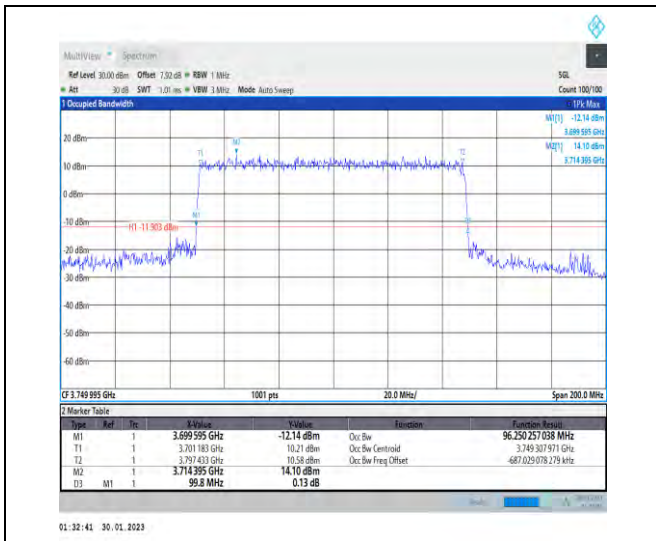 MultiView Spectrum
Ref Level 30.00 dBm Offset 7.92 dB RBW 1 MHz SGL
Att 30 dB SWT 1.01 ms VBW 3 MHz Mode Auto Sweep Count 100/100
1 Occupied Bandwidth 1Pk Max
M1[1] -12.14 dBm
3.699 595 GHz
M2[1] 14.10 dBm
3.714 395 GHz
20 dBm
T1 M2 T2
10 dBm
0 dBm
-10 dBm
M1
H1 -11.903 dBm
-20 dBm
-30 dBm
-40 dBm
-50 dBm
-60 dBm
CF 3.749 995 GHz 1001 pts 20.0 MHz/ Span 200.0 MHz
2 Marker Table
Type Ref Trc X-Value Y-Value Function Function Result
M1 1 3.699 595 GHz -12.14 dBm Occ Bw 96.250 257 038 MHz
T1 1 3.701 183 GHz 10.21 dBm Occ Bw Centroid 3.749 307 971 GHz
T2 1 3.797 433 GHz 10.58 dBm Occ Bw Freq Offset -687.029 078 279 kHz
M2 1 3.714 395 GHz 14.10 dBm
D3 M1 1 99.8 MHz 0.13 dB
01:32:41 30.01.2023